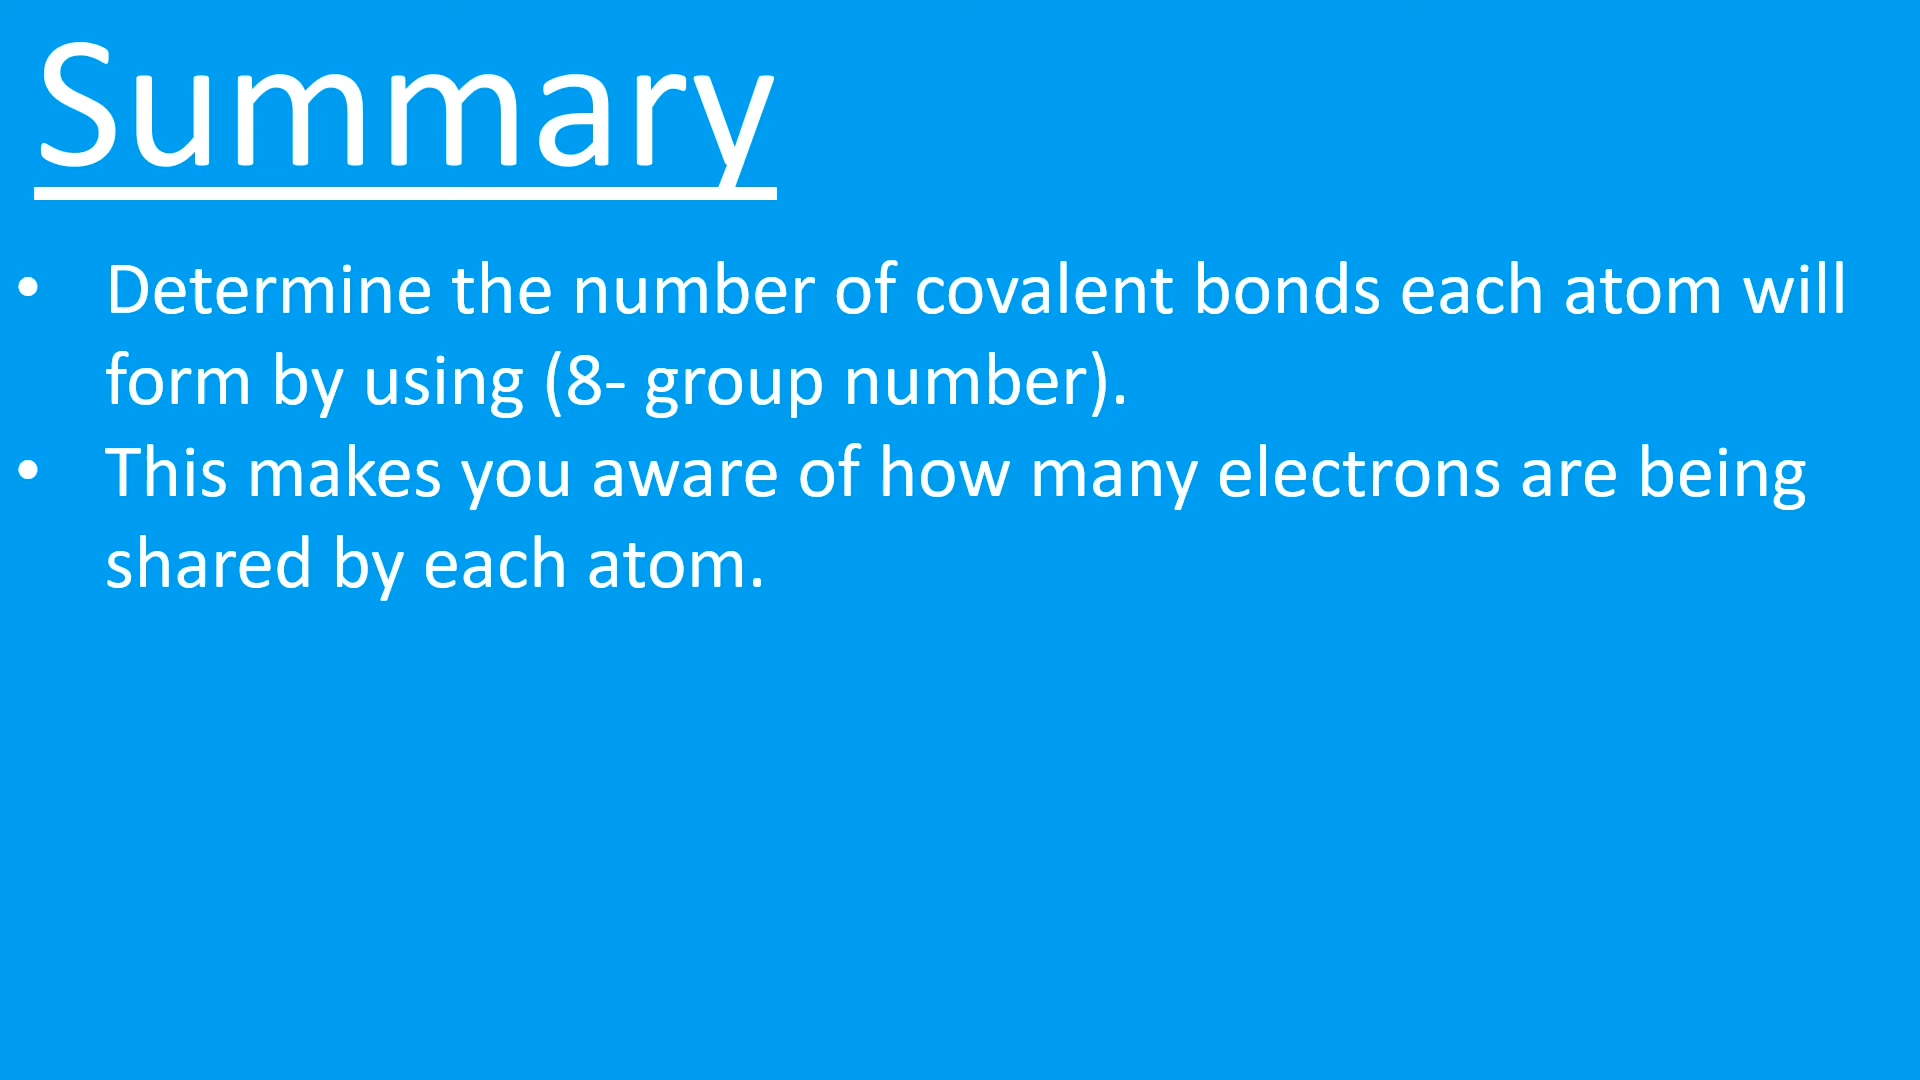 Summary
• Determine the number of covalent bonds each atom will
form by using (8- group number).
• This makes you aware of how many electrons are being
shared by each atom.